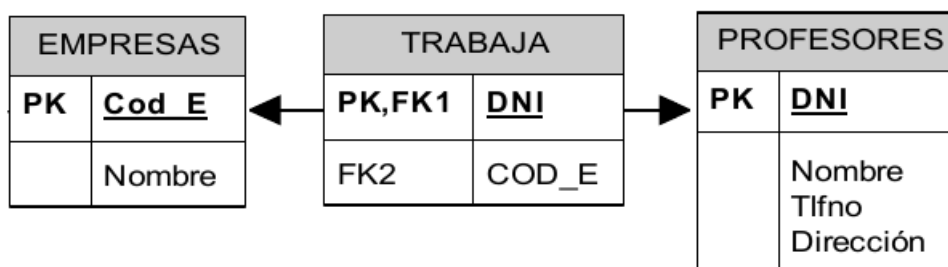 EMPRESAS
PK Cod_E
Nombre
TRABAJA
PK,FK1 DNI
FK2 COD_E
PROFESORES
PK DNI
Nombre
Tlfno
Dirección